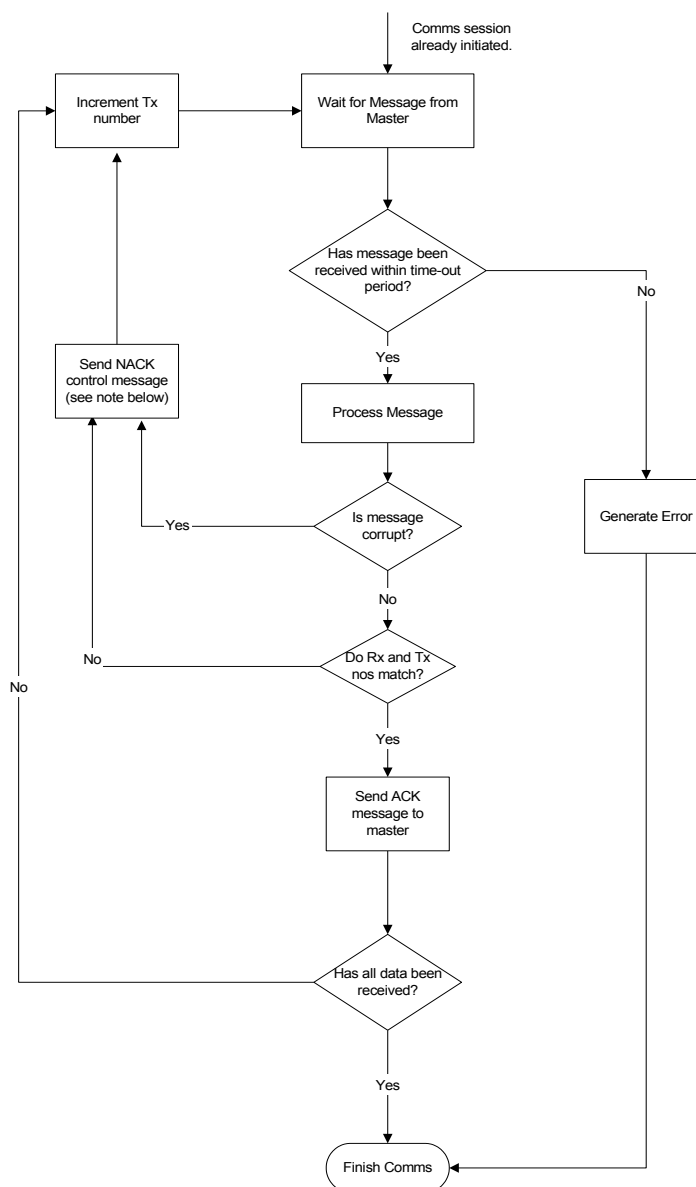 Comms session
already initiated.
Increment Tx
number
Wait for Message from
Master
Has message been
received within time-out
period?
No
Yes
Send NACK
control message
(see note below)
Process Message
Is message
corrupt?
Yes
Generate Error
No
Do Rx and Tx
nos match?
No
No
Yes
Send ACK
message to
master
Has all data been
received?
Yes
Finish Comms